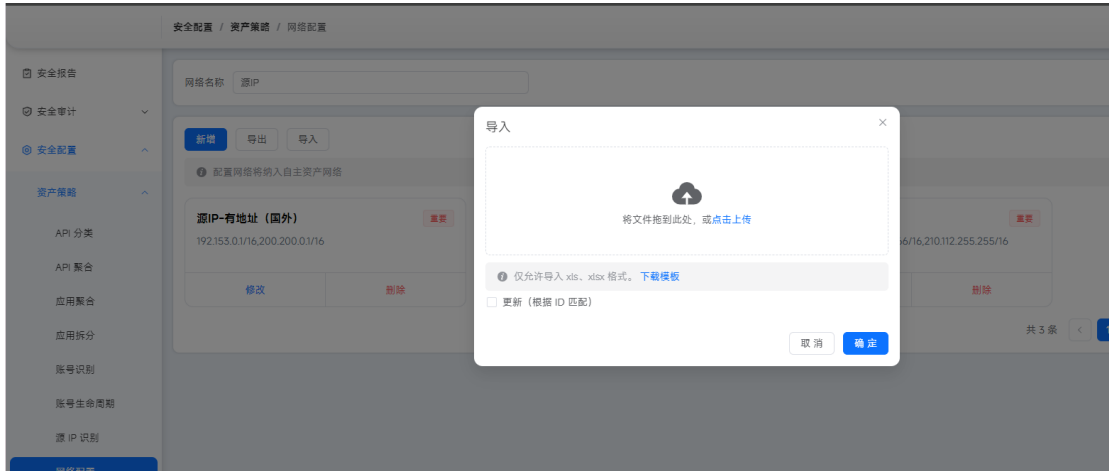 安全配置 / 资产策略 / 网络配置
安全报告
安全审计
安全配置
资产策略
API 分类
API 聚合
应用聚合
应用拆分
账号识别
账号生命周期
源 IP 识别
网络配置
网络名称 源IP
新增 导出 导入
配置网络将纳入自主资产网络
源IP-有地址（国外） 重要
192.153.0.1/16,200.200.0.1/16
修改 删除
导入
将文件拖到此处，或点击上传
仅允许导入 xls、xlsx 格式。 下载模板
更新（根据 ID 匹配）
取 消 确 定
重要
/16,210.112.255.255/16
删除
共 3 条